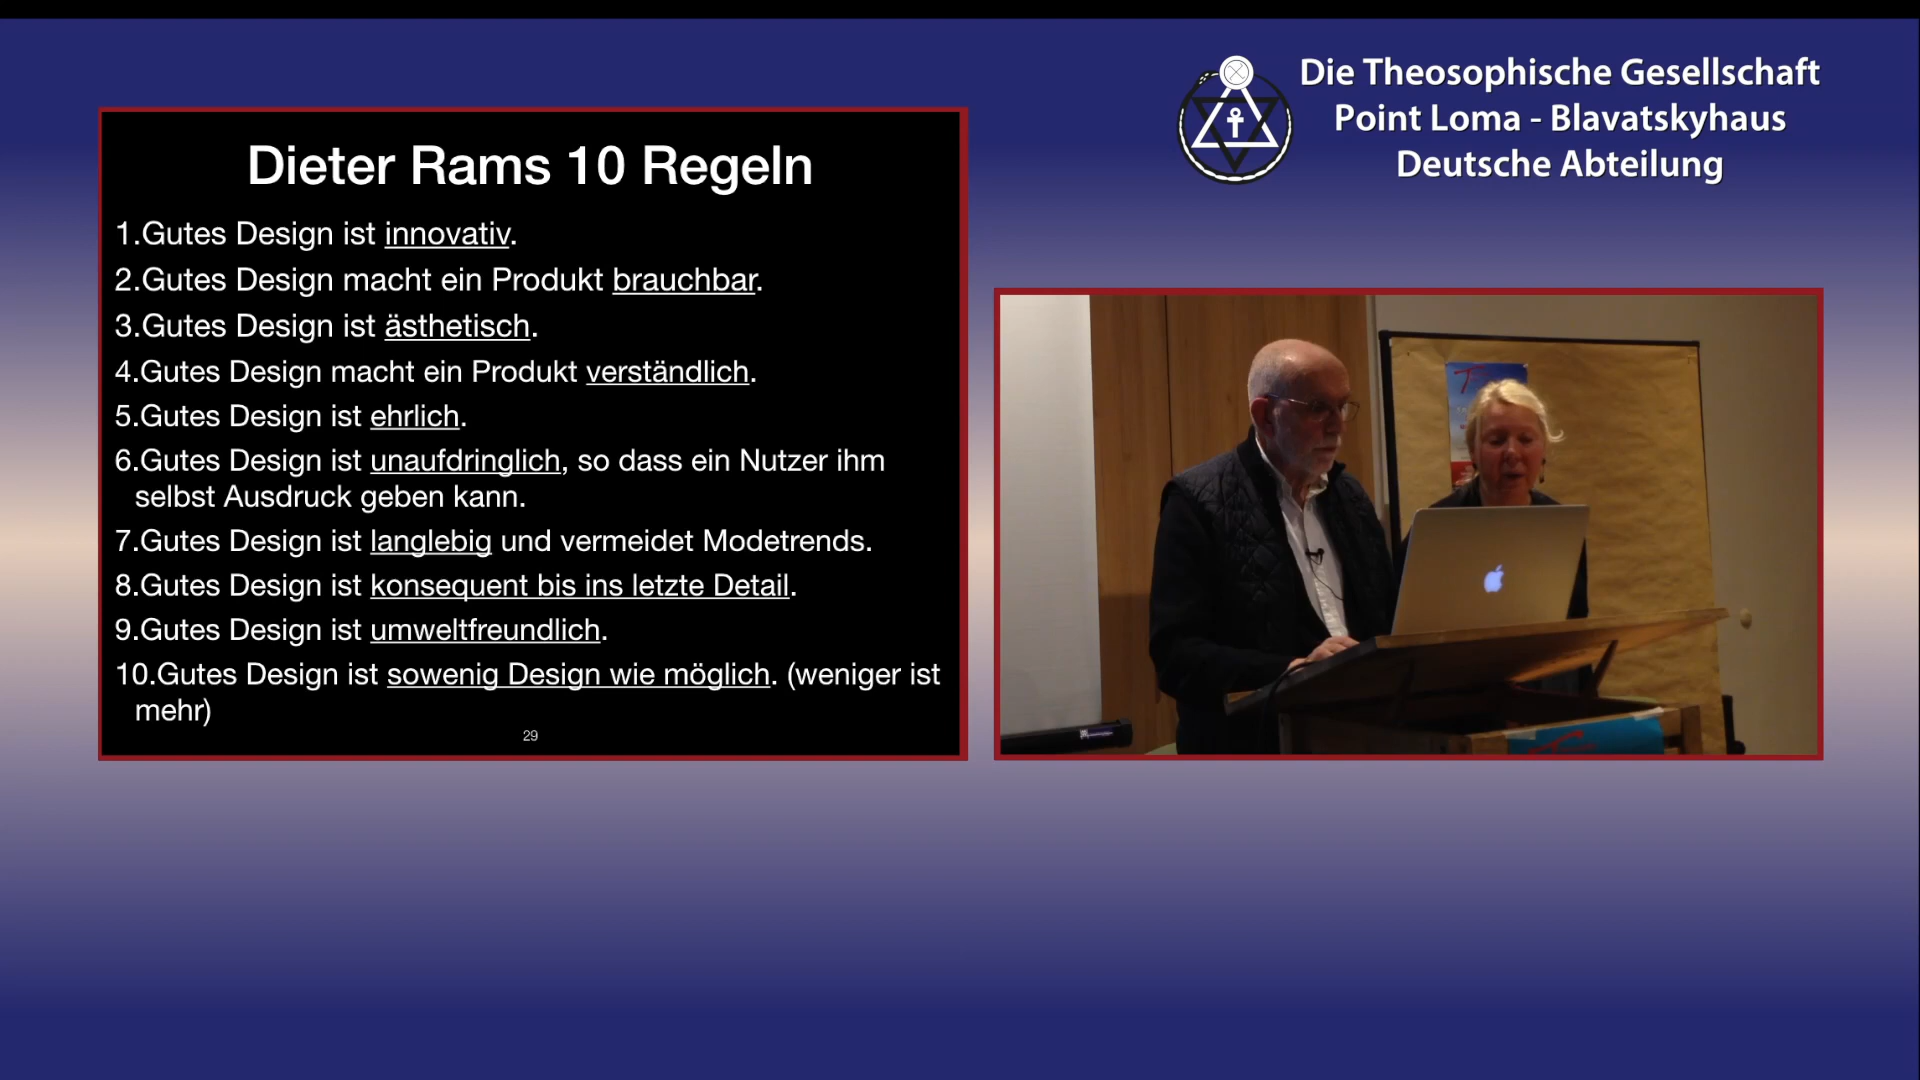 Die Theosophische Gesellschaft
Point Loma - Blavatskyhaus
Deutsche Abteilung
Dieter Rams 10 Regeln
1.Gutes Design ist innovativ.
2.Gutes Design macht ein Produkt brauchbar.
3.Gutes Design ist ästhetisch.
4.Gutes Design macht ein Produkt verständlich.
5.Gutes Design ist ehrlich.
6.Gutes Design ist unaufdringlich, so dass ein Nutzer ihm
selbst Ausdruck geben kann.
7.Gutes Design ist langlebig und vermeidet Modetrends.
8.Gutes Design ist konsequent bis ins letzte Detail.
9.Gutes Design ist umweltfreundlich.
10.Gutes Design ist sowenig Design wie möglich. (weniger ist
mehr)
29